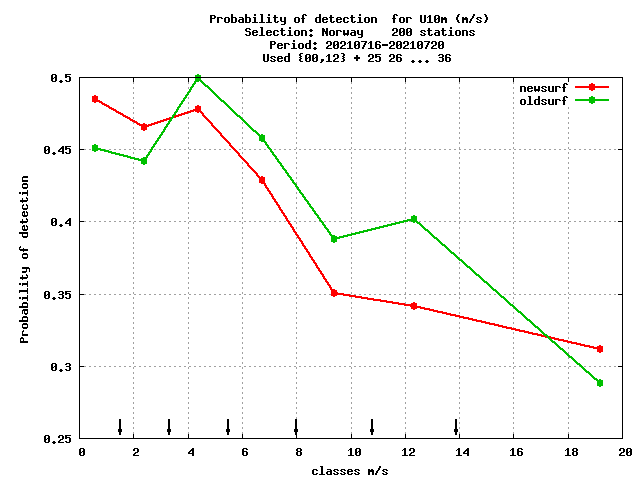 Probability of detection  for U10m (m/s)
Selection: Norway    200 stations
Period: 20210716-20210720
Used {00,12} + 25 26 ... 36
newsurf
oldsurf
0.5
0.45
0.4
0.35
0.3
0.25
Probability of detection
0 2 4 6 8 10 12 14 16 18 20
classes m/s